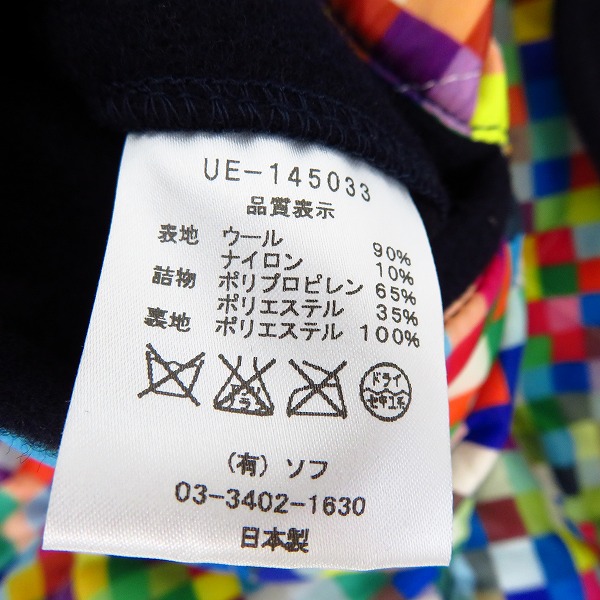 UE-145033
品質表示
表地 ウール 90%
ナイロン 10%
詰物 ポリプロピレン 65%
ポリエステル 35%
裏地 ポリエステル 100%
ドライ
セキユ系
(有) ソフ
03-3402-1630
日本製